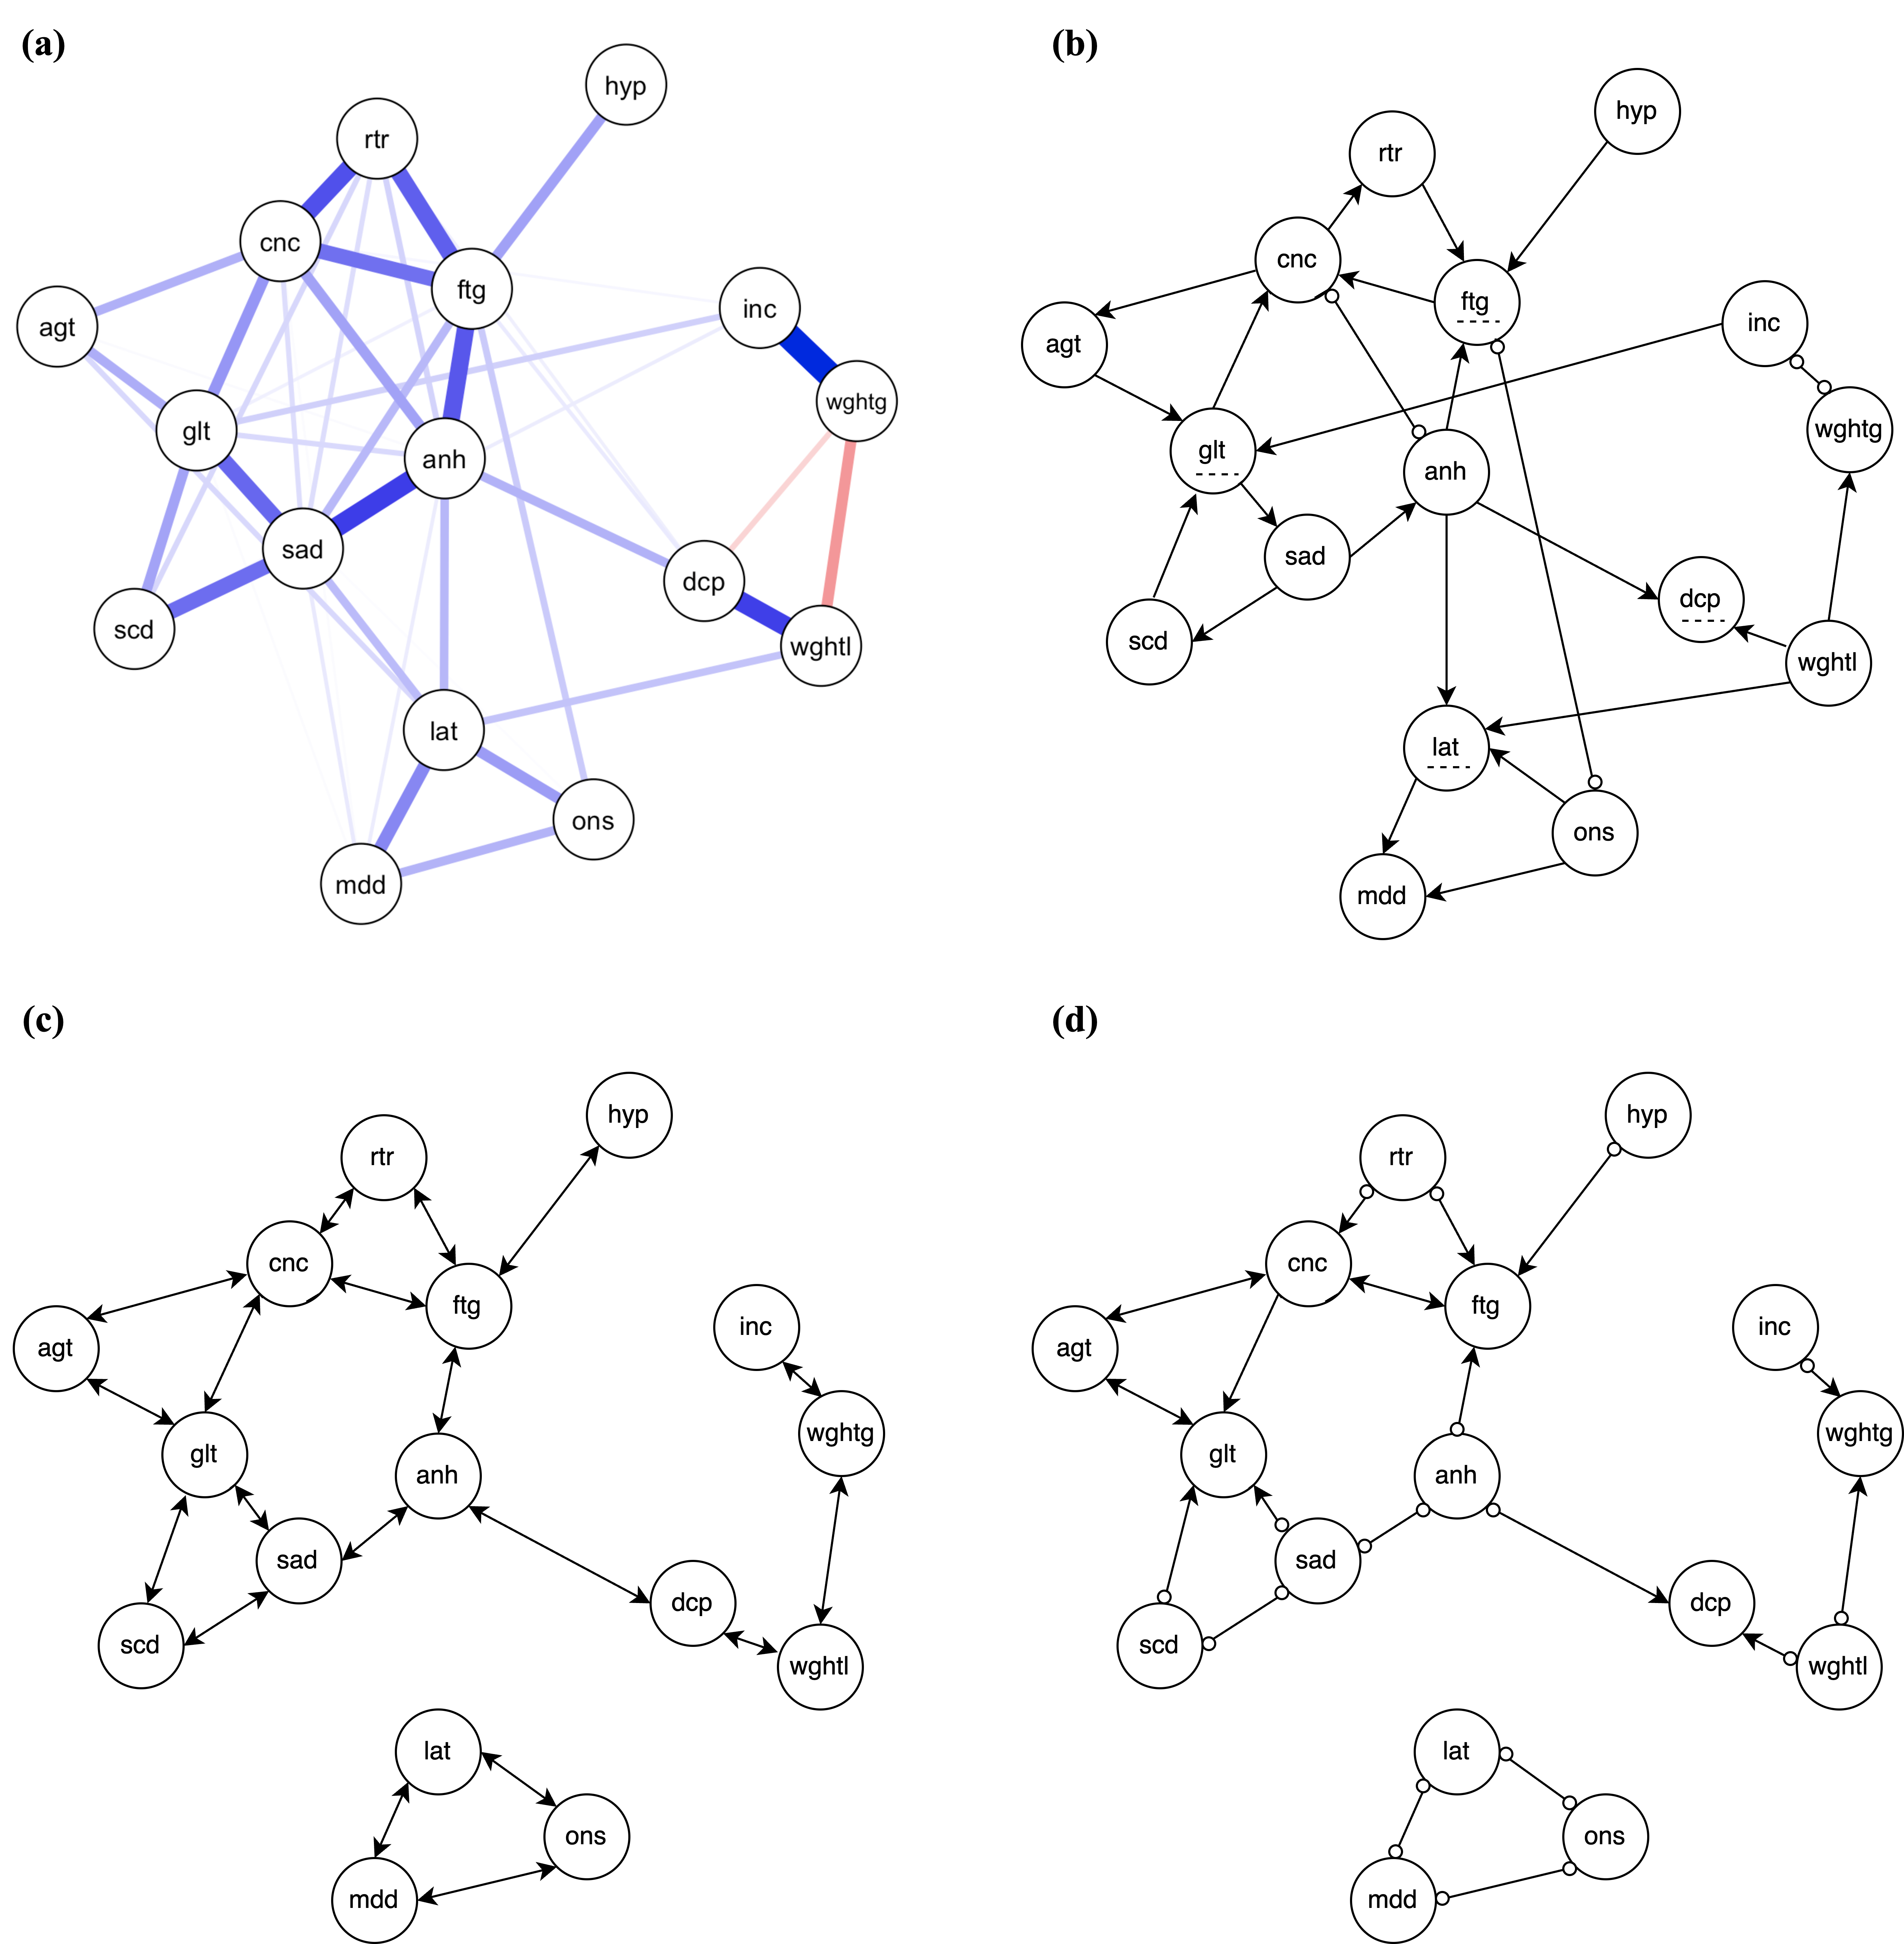 (a)
hyp
rtr
cnc
ftg
agt
inc
wghtg
glt
anh
sad
dcp
scd
wghtl
lat
ons
mdd
(b)
hyp
rtr
cnc
ftg
inc
agt
wghtg
glt
anh
sad
dcp
scd
wghtl
lat
ons
mdd
(c)
hyp
rtr
cnc
ftg
inc
agt
wghtg
glt
anh
sad
dcp
scd
wghtl
lat
ons
mdd
(d)
hyp
rtr
cnc
ftg
inc
agt
wghtg
glt
anh
sad
dcp
scd
wghtl
lat
ons
mdd